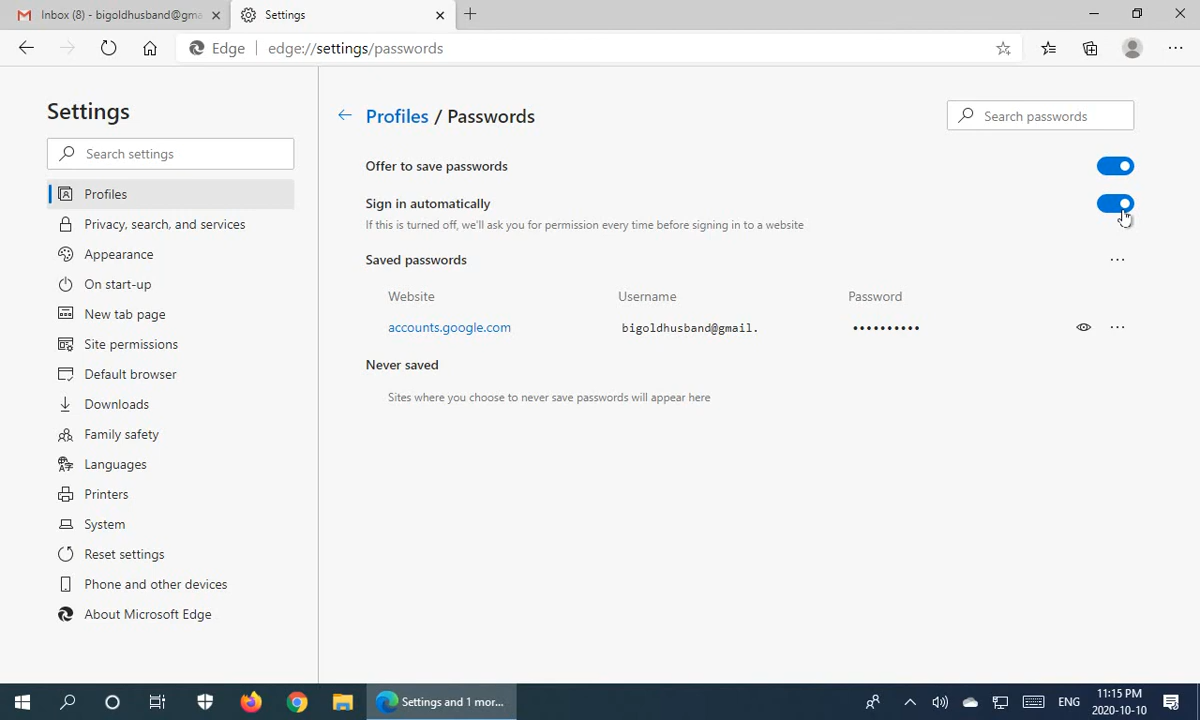 Inbox (8) - bigoldhusband@gma
Settings
Edge
edge://settings/passwords
Settings
Search settings
Profiles
Privacy, search, and services
Appearance
On start-up
New tab page
Site permissions
Default browser
Downloads
Family safety
Languages
Printers
System
Reset settings
Phone and other devices
About Microsoft Edge
Profiles / Passwords
Search passwords
Offer to save passwords
Sign in automatically
If this is turned off, we'll ask you for permission every time before signing in to a website
Saved passwords
Website Username Password
accounts.google.com bigoldhusband@gmail. ••••••••••
Never saved
Sites where you choose to never save passwords will appear here
Settings and 1 mor...
ENG
11:15 PM
2020-10-10